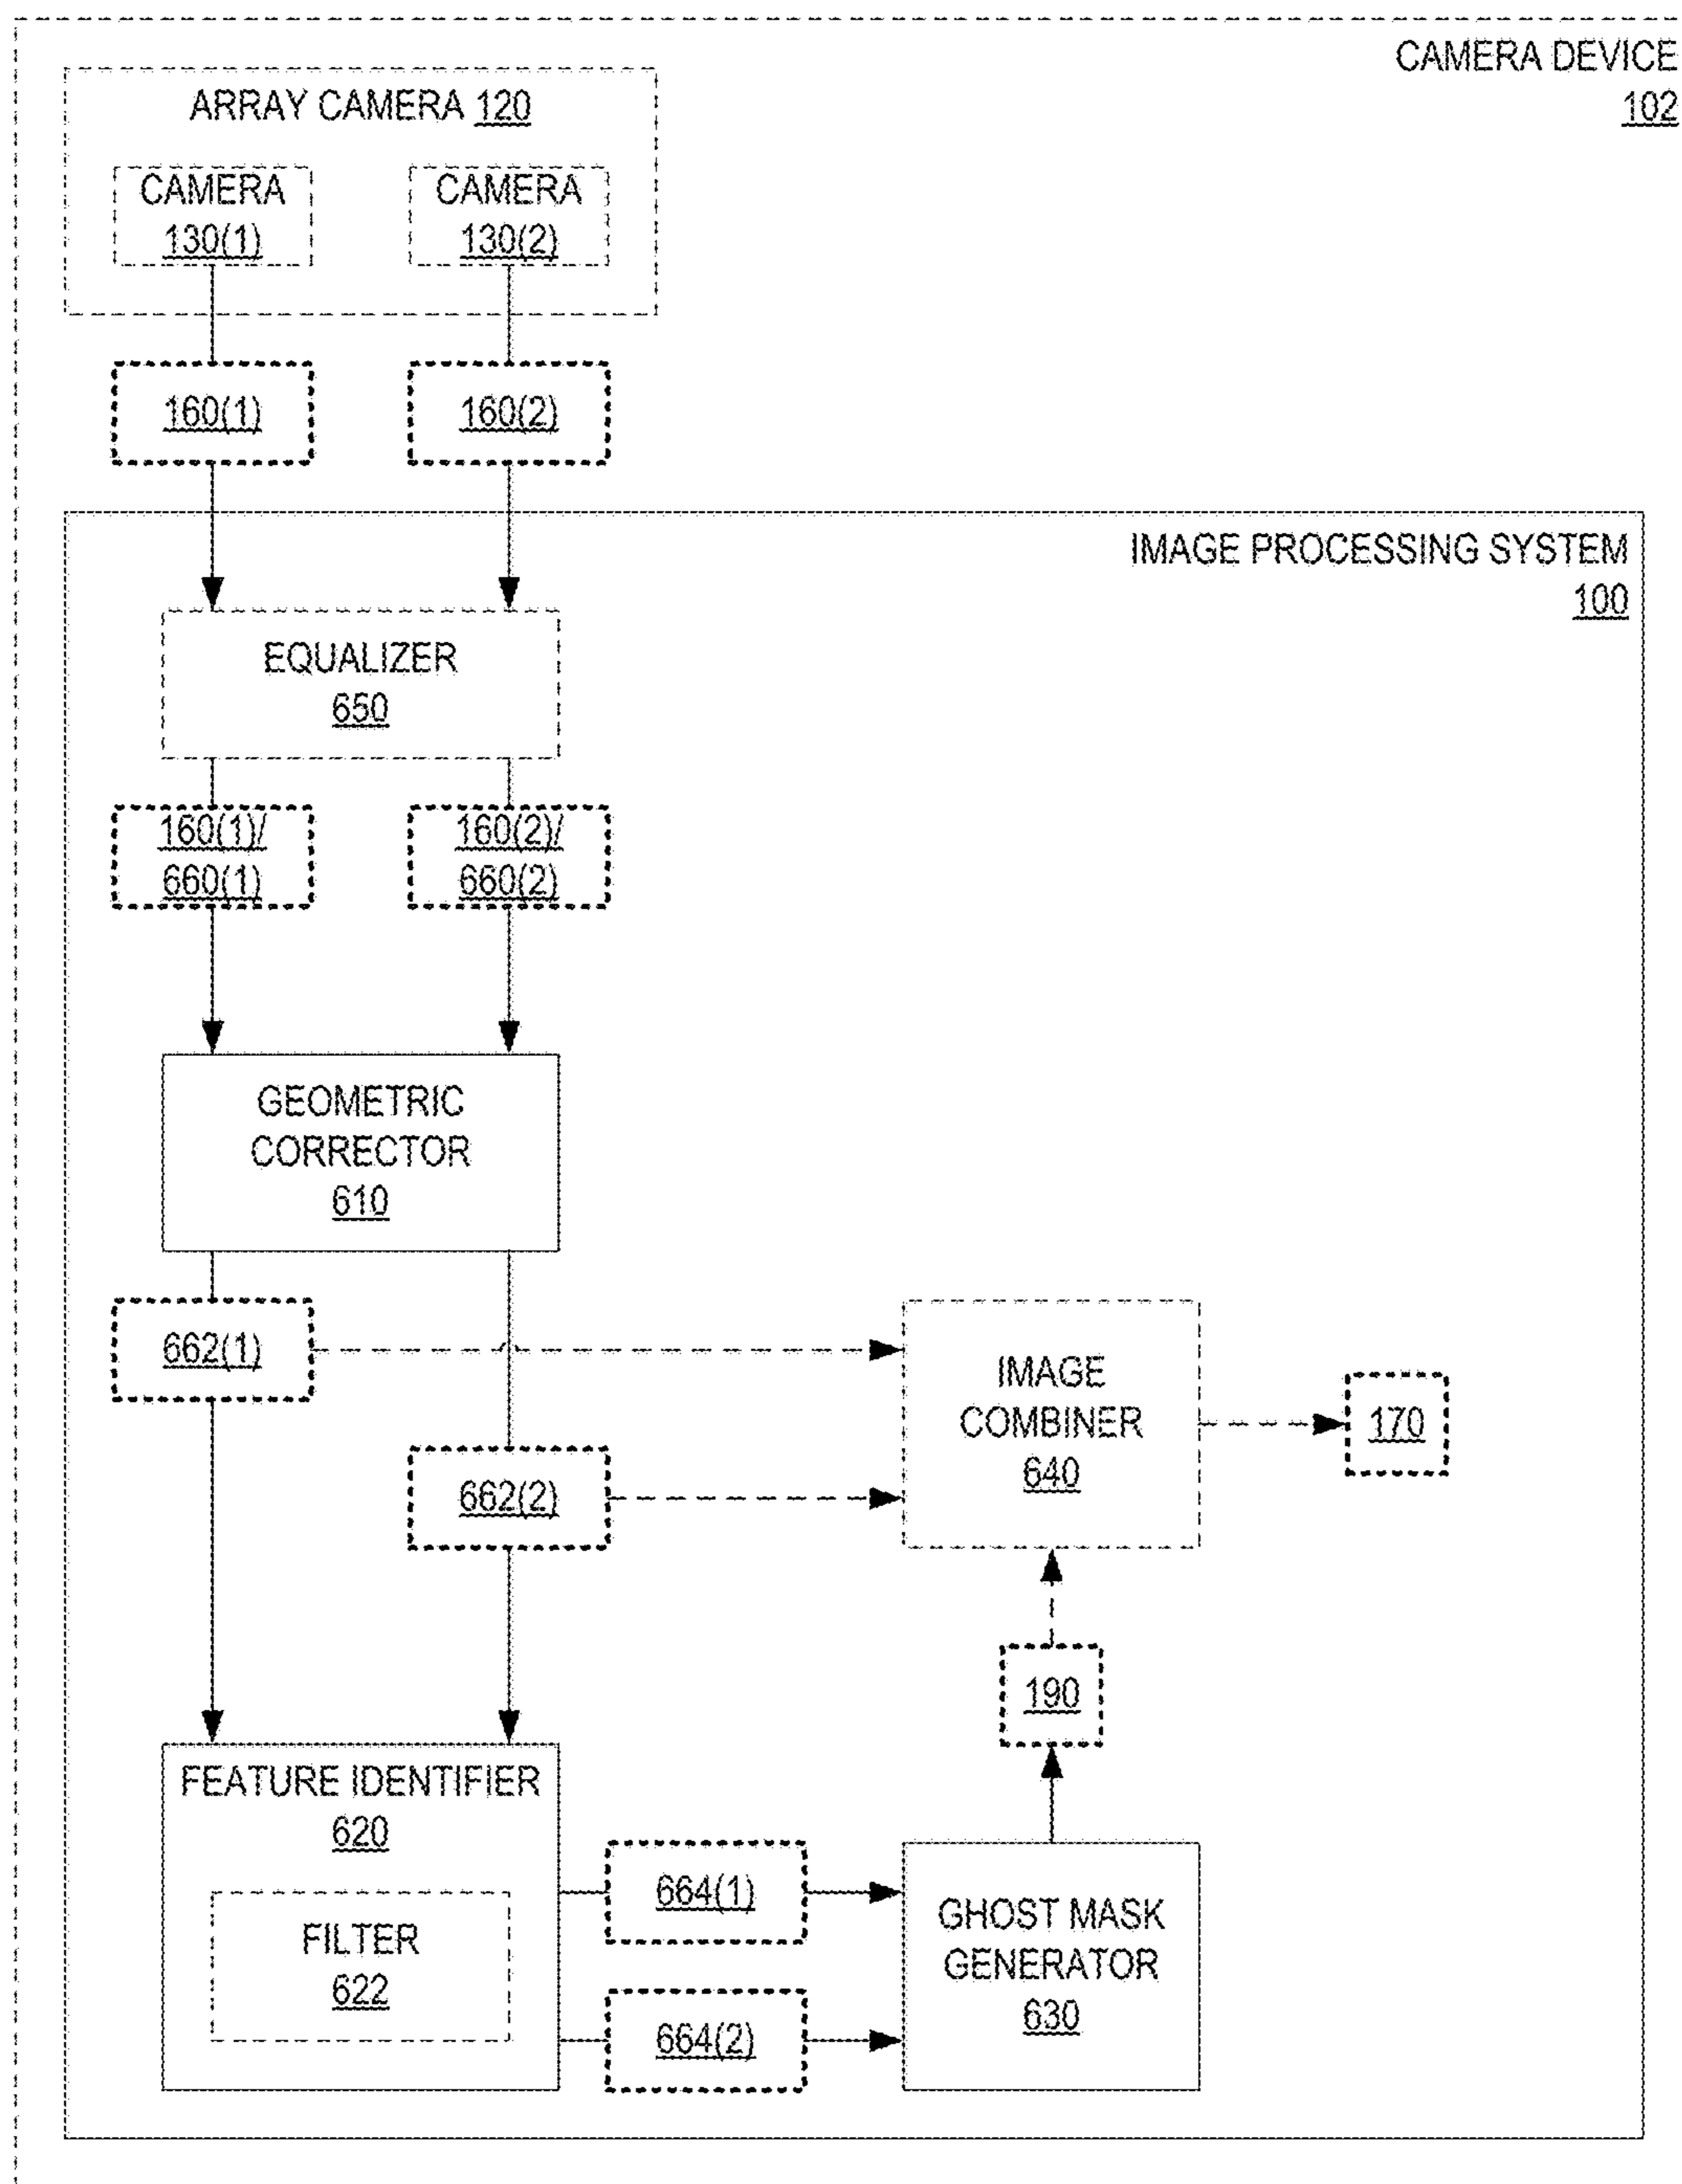 CAMERA DEVICE
102
ARRAY CAMERA 120
CAMERA
130(1)
CAMERA
130(2)
160(1)
160(2)
IMAGE PROCESSING SYSTEM
100
EQUALIZER
650
160(1)/
660(1)
160(2)/
660(2)
GEOMETRIC
CORRECTOR
610
662(1)
662(2)
IMAGE
COMBINER
640
170
190
FEATURE IDENTIFIER
620
FILTER
622
664(1)
664(2)
GHOST MASK
GENERATOR
630